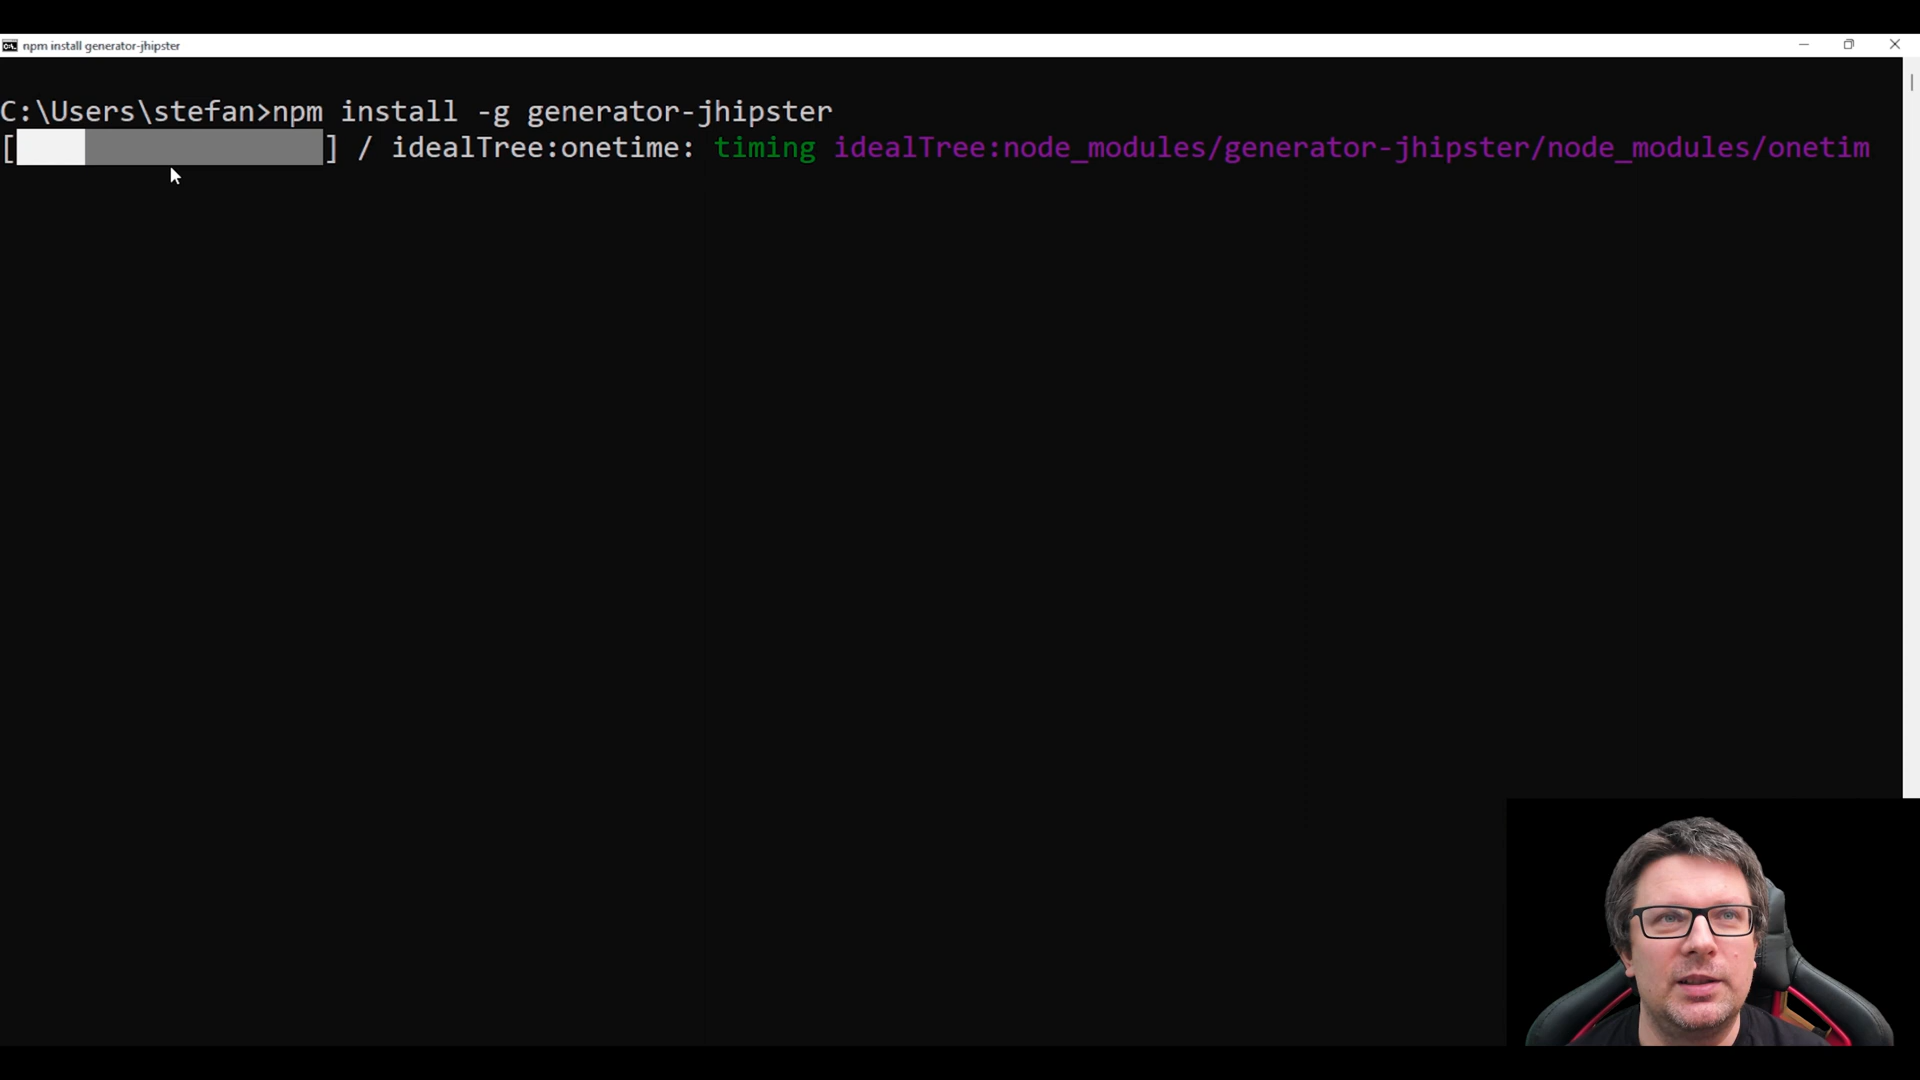 npm install generator-jhipster
C:\Users\stefan>npm install -g generator-jhipster
[ ] / idealTree:onetime: timing idealTree:node_modules/generator-jhipster/node_modules/onetim